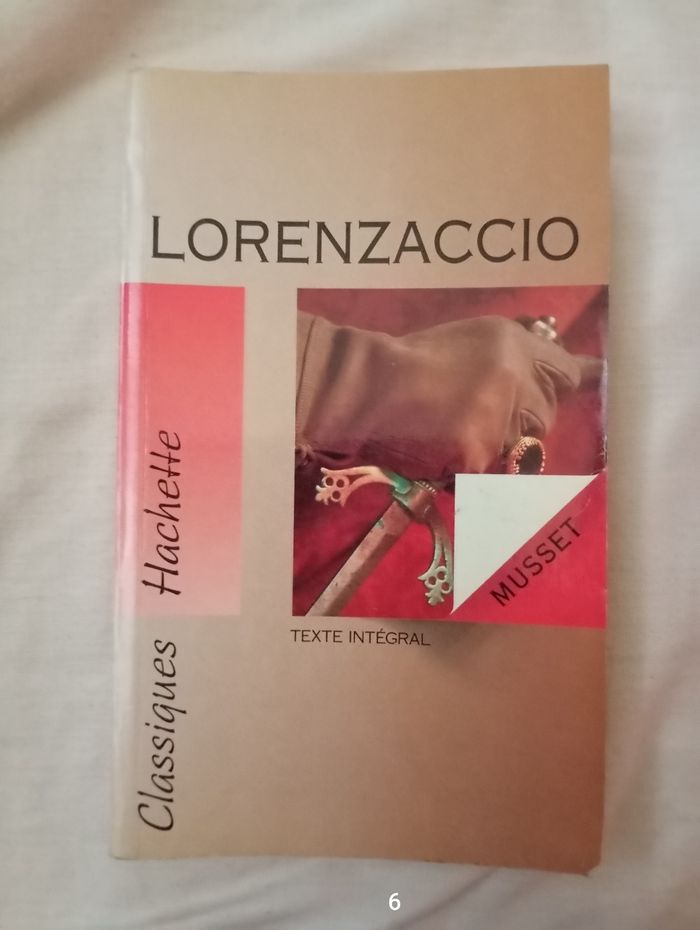 LORENZACCIO
Classiques Hachette
MUSSET
TEXTE INTÉGRAL
6